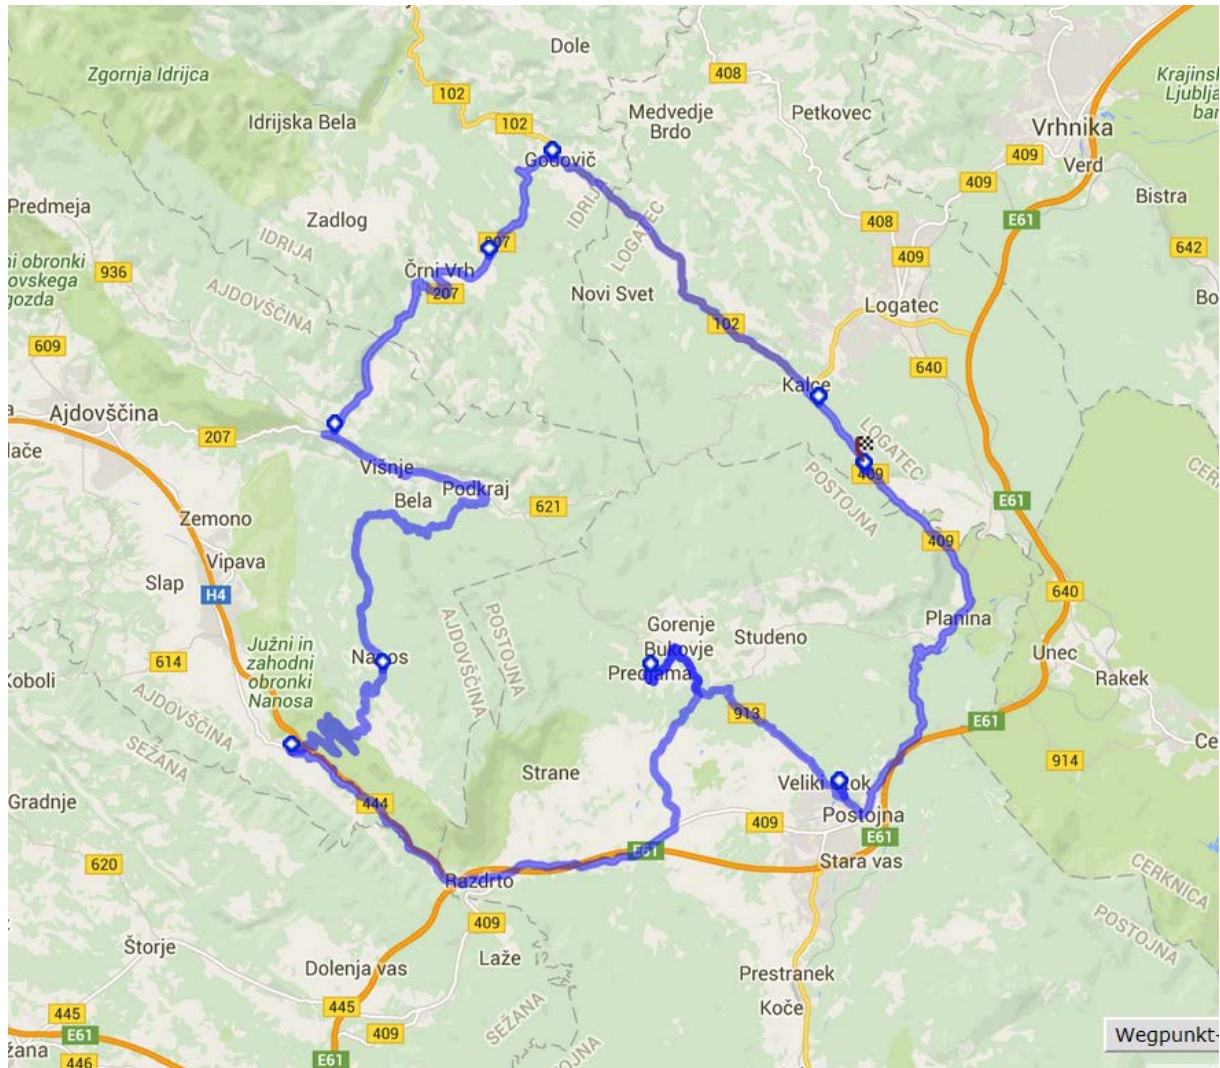 Dole
Zgornja Idrijca
408
Krajinsk
Ljublja
bar
102
Medvedje
Brdo
Petkovec
Idrijska Bela
102
Vrhnika
409
Verd
Godovič
409
Predmeja
Zadlog
IDRIJA
408
E61
Bistra
IDRIJA
LOGATEC
207
409
642
ni obronki
ovskega
gozda
936
Črni Vrh
207
Novi Svet
Logatec
Bo
AJDOVŠČINA
102
609
640
Kalce
Ajdovščina
207
LOGATEC
409
POSTOJNA
Višnje
Podkraj
Bela
621
E61
CERK
Zemono
409
Vipava
Slap
H4
640
AJDOVŠČINA
POSTOJNA
Planina
Južni in
zahodni
obronki
Nanosa
614
Nanos
Gorenje
Bukovje
Studeno
Predjama
Unec
Rakek
Koboli
AJDOVŠČINA
SEŽANA
913
E61
Ce
914
Strane
Veliki Otok
Gradnje
444
409
Postojna
E61
E61
Stara vas
620
Razdrto
CERKNICA
POSTOJNA
409
Štorje
Laže
Dolenja vas
Prestranek
Koče
SEŽANA
POSTOJNA
445
445
409
E61
E61
446
žana
Wegpunkt-